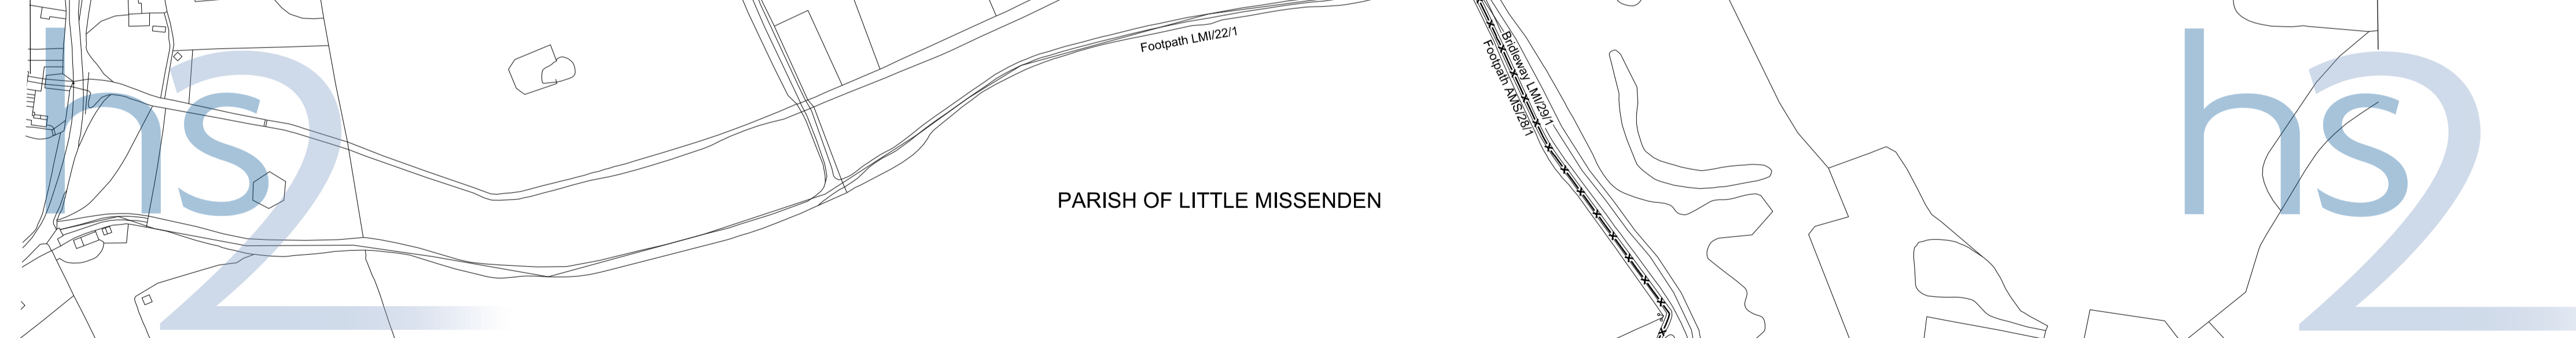 Footpath LMI/22/1
Bridleway LMI/29/1
Footpath AMS/28/1
PARISH OF LITTLE MISSENDEN
hs2
hs2